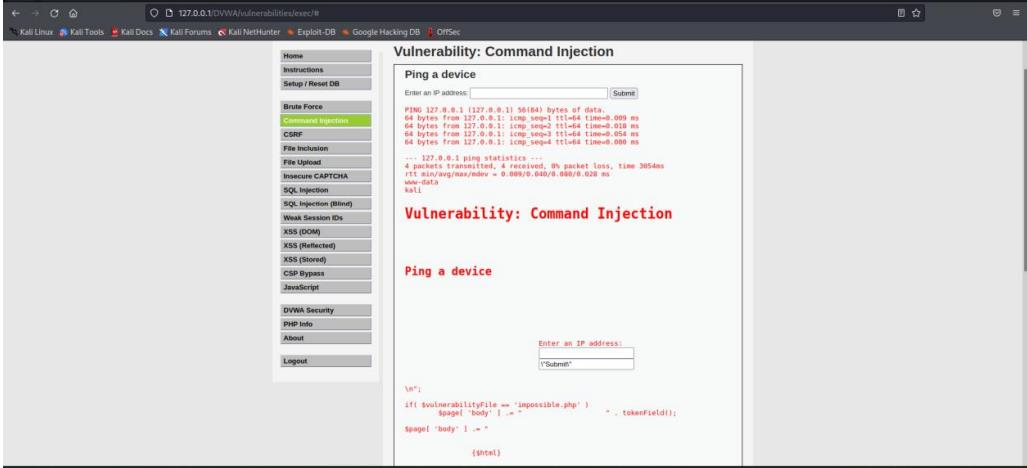 127.0.0.1/DVWA/vulnerabilities/exec/#
Kali Linux Kali Tools Kali Docs Kali Forums Kali NetHunter Exploit-DB Google Hacking DB OffSec
Home
Instructions
Setup / Reset DB
Brute Force
Command Injection
CSRF
File Inclusion
File Upload
Insecure CAPTCHA
SQL Injection
SQL Injection (Blind)
Weak Session IDs
XSS (DOM)
XSS (Reflected)
XSS (Stored)
CSP Bypass
JavaScript
DVWA Security
PHP Info
About
Logout
Vulnerability: Command Injection
Ping a device
Enter an IP address: Submit
PING 127.0.0.1 (127.0.0.1) 56(84) bytes of data.
64 bytes from 127.0.0.1: icmp_seq=1 ttl=64 time=0.009 ms
64 bytes from 127.0.0.1: icmp_seq=2 ttl=64 time=0.018 ms
64 bytes from 127.0.0.1: icmp_seq=3 ttl=64 time=0.054 ms
64 bytes from 127.0.0.1: icmp_seq=4 ttl=64 time=0.080 ms
--- 127.0.0.1 ping statistics ---
4 packets transmitted, 4 received, 0% packet loss, time 3054ms
rtt min/avg/max/mdev = 0.009/0.040/0.080/0.028 ms
www-data
kali
Vulnerability: Command Injection
Ping a device
Enter an IP address:
\"Submit\"
\n";
if( $vulnerabilityFile == 'impossible.php' )
$page[ 'body' ] .= " " . tokenField();
$page[ 'body' ] .= "
{$html}